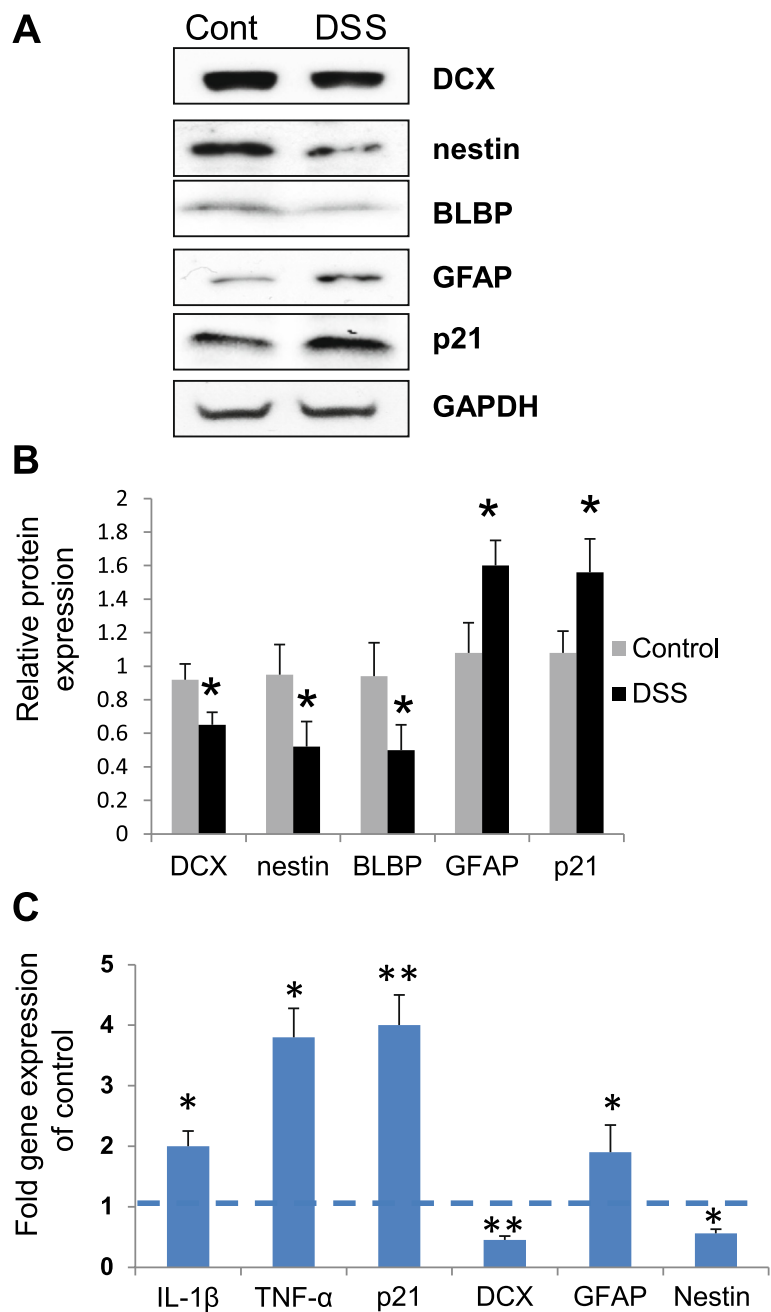 A
Cont DSS
DCX
nestin
BLBP
GFAP
p21
GAPDH
B
Relative protein
expression
2
1.8
1.6
1.4
1.2
1
0.8
0.6
0.4
0.2
0
* * * * *
Control
DSS
DCX nestin BLBP GFAP p21
C
Fold gene expression
of control
5
4
3
2
1
0
* * ** ** * *
IL-1β TNF-α p21 DCX GFAP Nestin